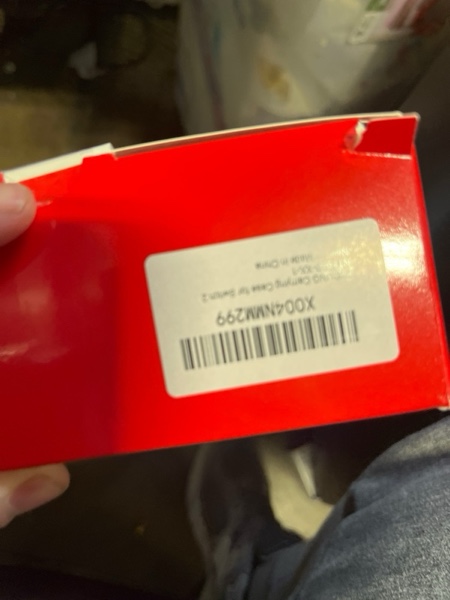 X004NMM299
Carrying Case for Switch 2
Made in China